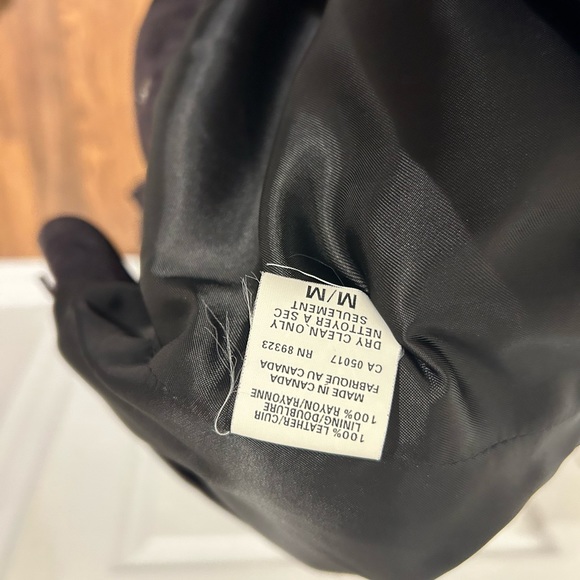 100% LEATHER/CUIR
LINING/DOUBLURE
100% RAYON/RAYONNE
MADE IN CANADA
FABRIQUÉ AU CANADA
CA 05017 RN 89323
DRY CLEAN ONLY
NETTOYER A SEC
SEULEMENT
M/M